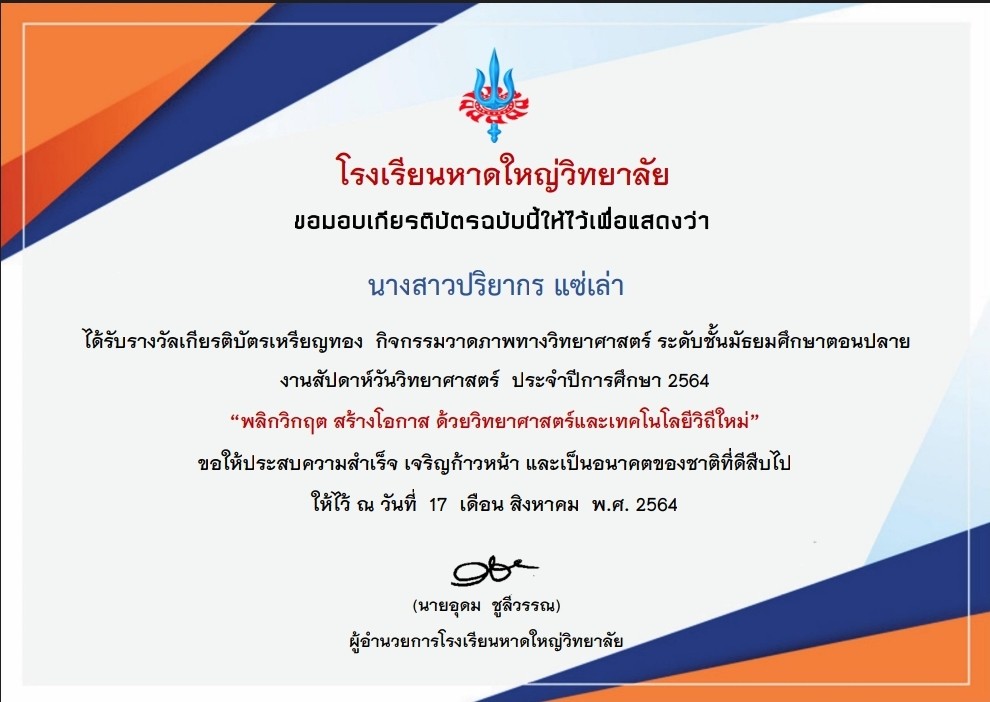 โรงเรียนหาดใหญ่วิทยาลัย
ขอมอบเกียรติบัตรฉบับนี้ให้ไว้เพื่อแสดงว่า
นางสาวปริยากร แซ่เล่า
ได้รับรางวัลเกียรติบัตรเหรียญทอง กิจกรรมวาดภาพทางวิทยาศาสตร์ ระดับชั้นมัธยมศึกษาตอนปลาย
งานสัปดาห์วันวิทยาศาสตร์ ประจำปีการศึกษา 2564
“พลิกวิกฤต สร้างโอกาส ด้วยวิทยาศาสตร์และเทคโนโลยีวิถีใหม่”
ขอให้ประสบความสำเร็จ เจริญก้าวหน้า และเป็นอนาคตของชาติที่ดีสืบไป
ให้ไว้ ณ วันที่ 17 เดือน สิงหาคม พ.ศ. 2564
(นายอุดม ชูลีวรรณ)
ผู้อำนวยการโรงเรียนหาดใหญ่วิทยาลัย